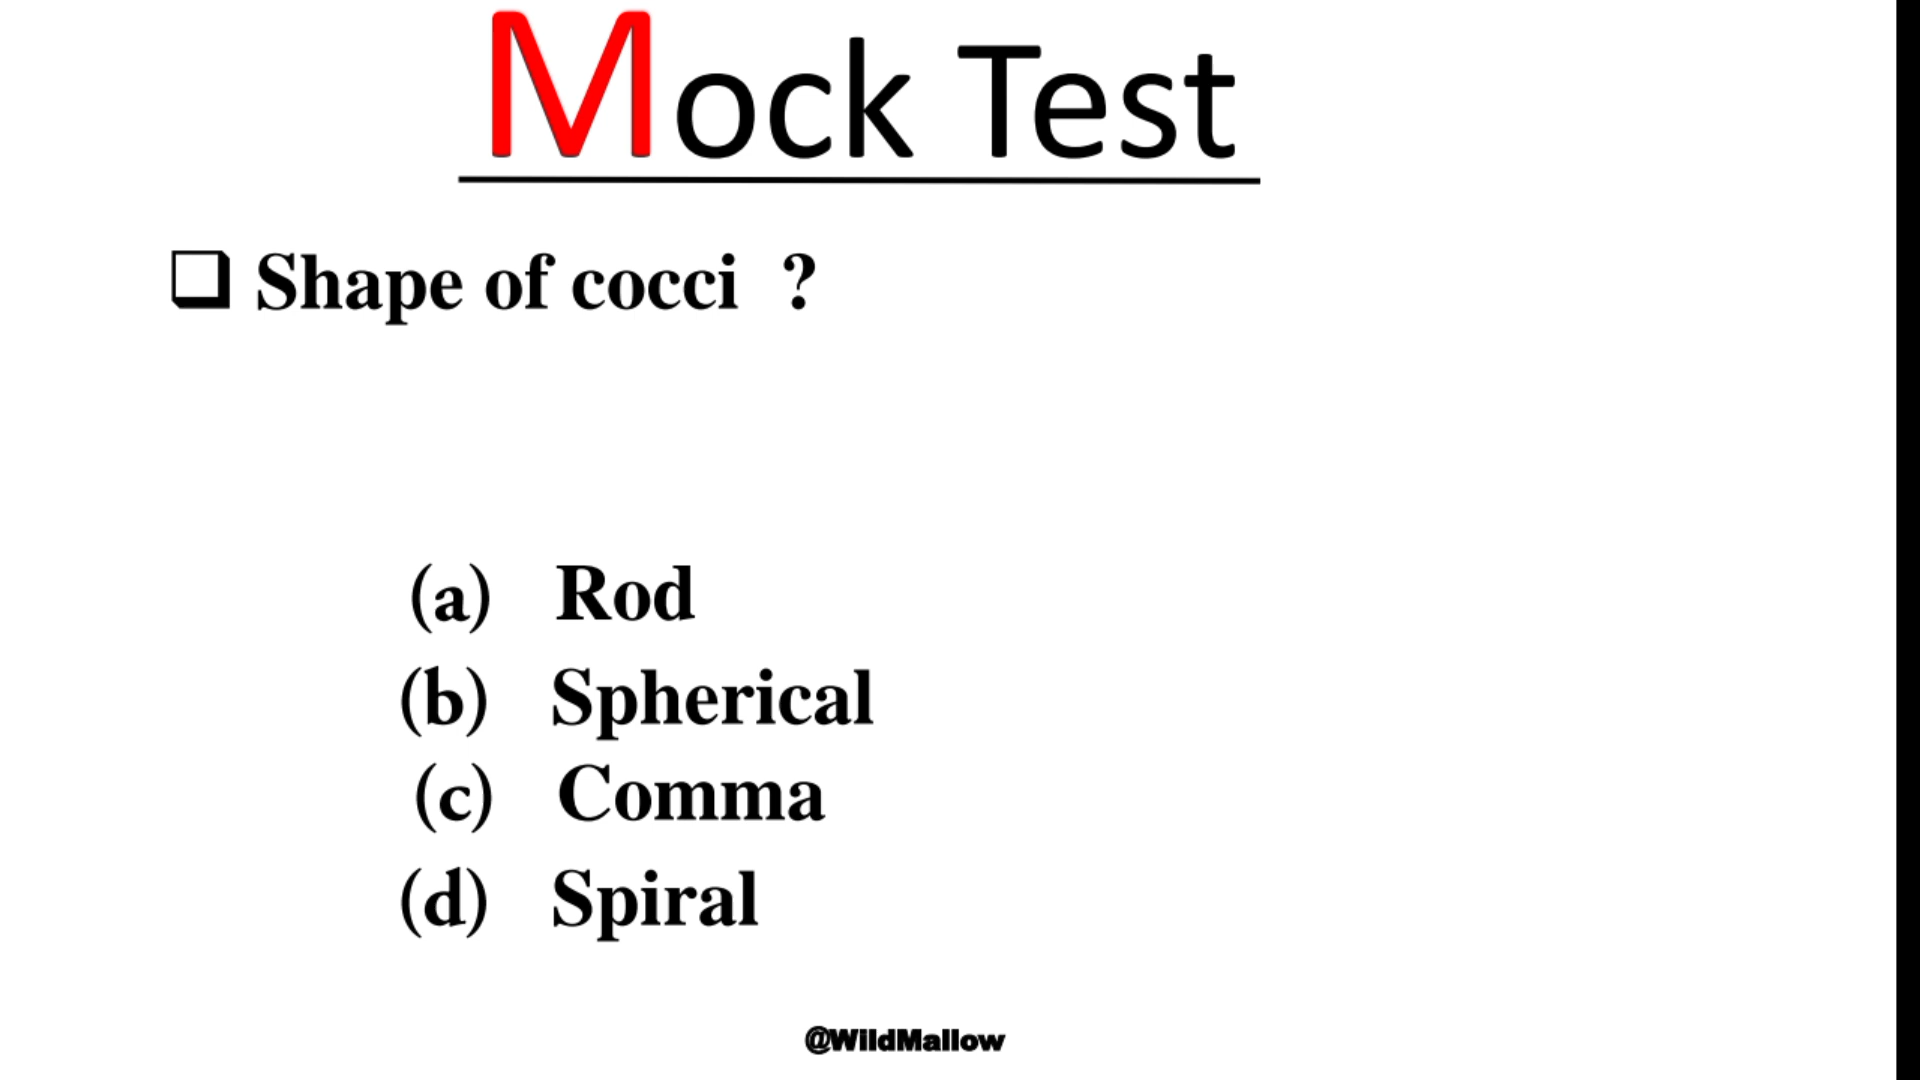 Mock Test
❑ Shape of cocci ?
(a) Rod
(b) Spherical
(c) Comma
(d) Spiral
@WildMallow